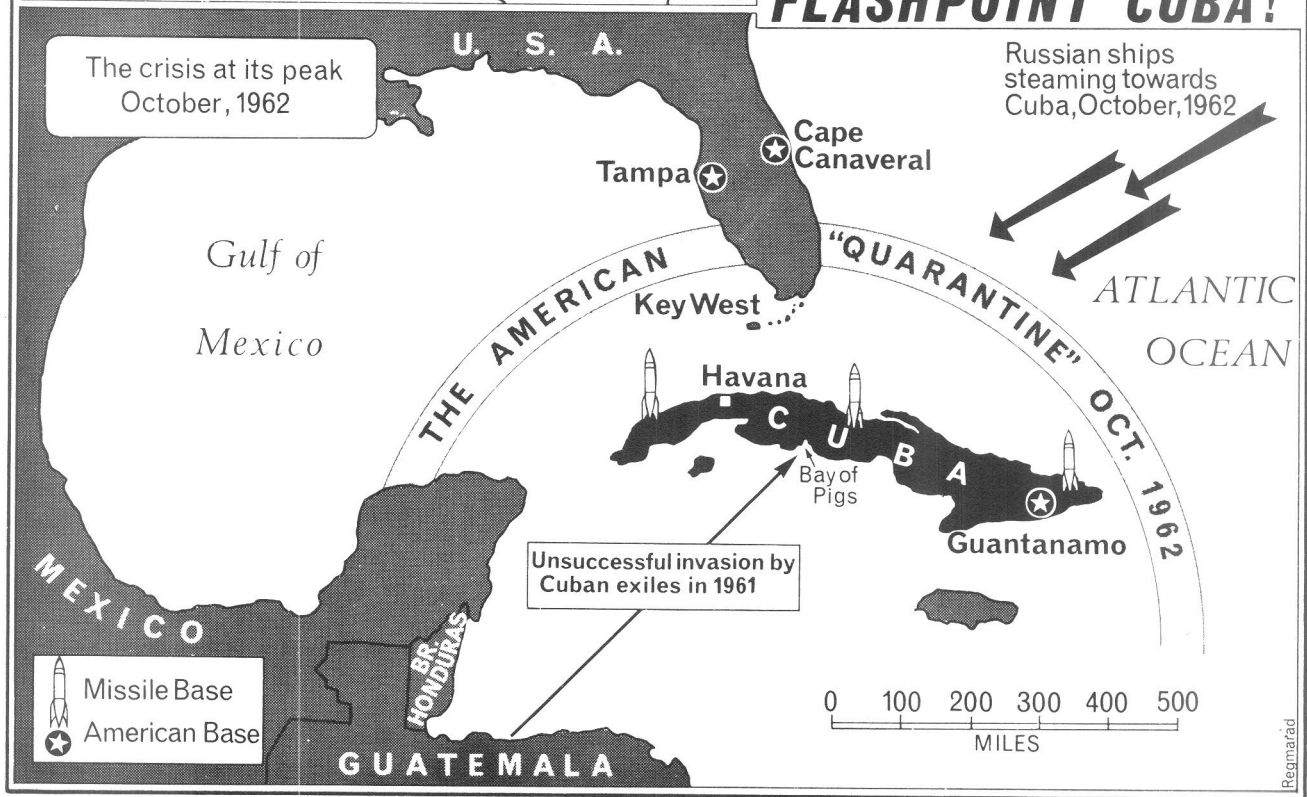 FLASHPOINT CUBA!
The crisis at its peak
October, 1962
U. S. A.
Russian ships
steaming towards
Cuba, October, 1962
Cape
Canaveral
Tampa
Gulf of
Mexico
THE AMERICAN "QUARANTINE" OCT. 1962
ATLANTIC
OCEAN
Key West
Havana
CUBA
Bay of
Pigs
Guantanamo
Unsuccessful invasion by
Cuban exiles in 1961
MEXICO
BR.
HONDURAS
GUATEMALA
Missile Base
American Base
0 100 200 300 400 500
MILES
Regmarad